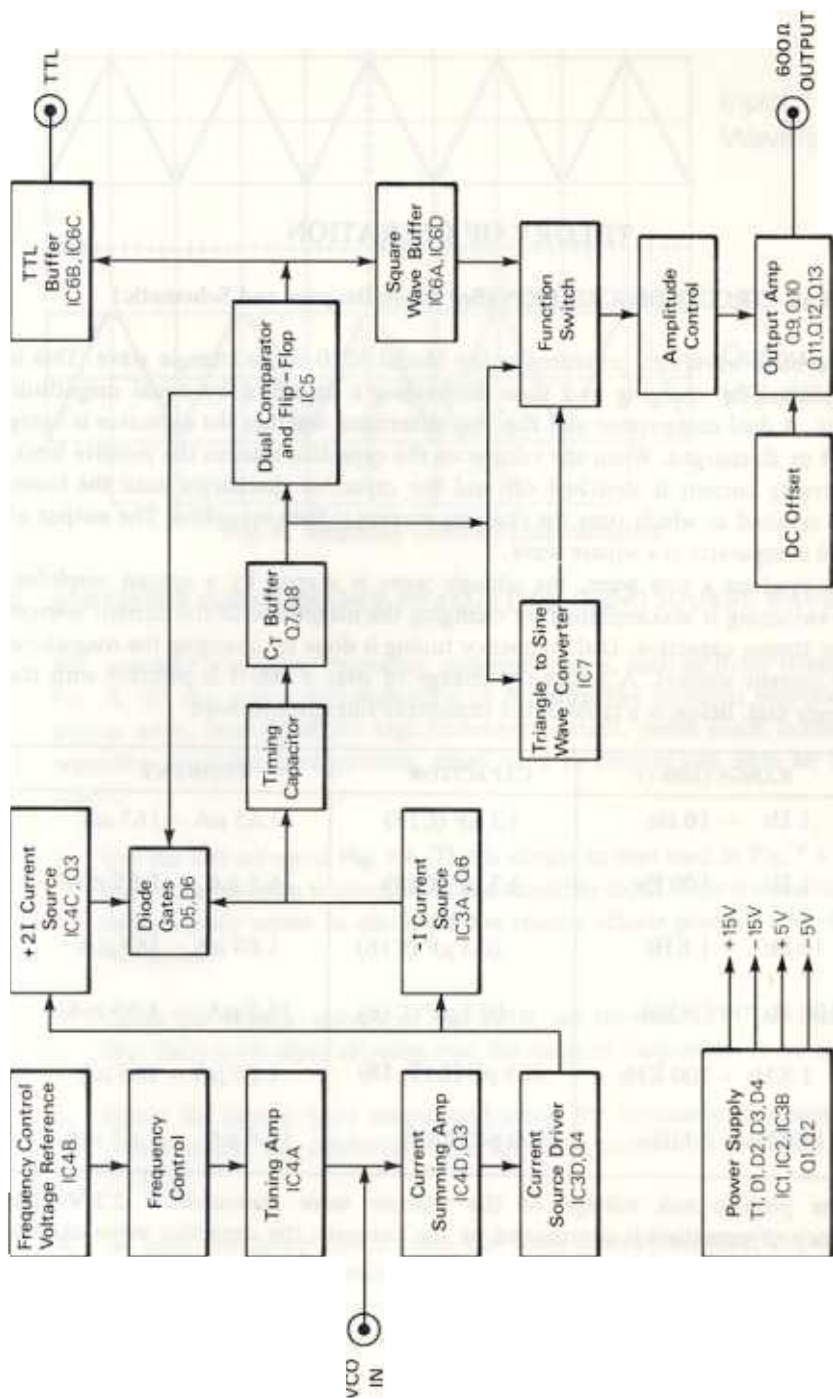 Frequency Control
Voltage Reference
IC4B
Frequency
Control
Tuning Amp
IC4A
VCO
IN
Current
Summing Amp
IC4D, Q3
Current
Source Driver
IC3D, Q4
+2I Current
Source
IC4C, Q3
Diode
Gates
D5, D6
-I Current
Source
IC3A, Q6
Timing
Capacitor
CT Buffer
Q7, Q8
Dual Comparator
and Flip-Flop
IC5
TTL
Buffer
IC6B, IC6C
TTL
Square
Wave Buffer
IC6A, IC6D
Triangle to Sine
Wave Converter
IC7
Function
Switch
Amplitude
Control
DC Offset
Output Amp
Q9, Q10
Q11, Q12, Q13
600Ω
OUTPUT
Power Supply
T1, D1, D2, D3, D4
IC1, IC2, IC3B
Q1, Q2
+15V
-15V
+5V
-5V